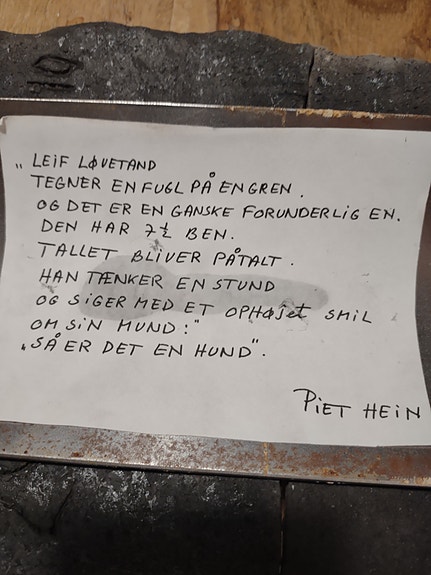 "LEIF LØVETAND
TEGNER EN FUGL PÅ EN GREN.
OG DET ER EN GANSKE FORUNDERLIG EN.
DEN HAR 7½ BEN.
TALLET BLIVER PÅTALT.
HAN TÆNKER EN STUND
OG SIGER MED ET OPHØJET SMIL
OM SIN MUND:"
"SÅ ER DET EN HUND".
PIET HEIN